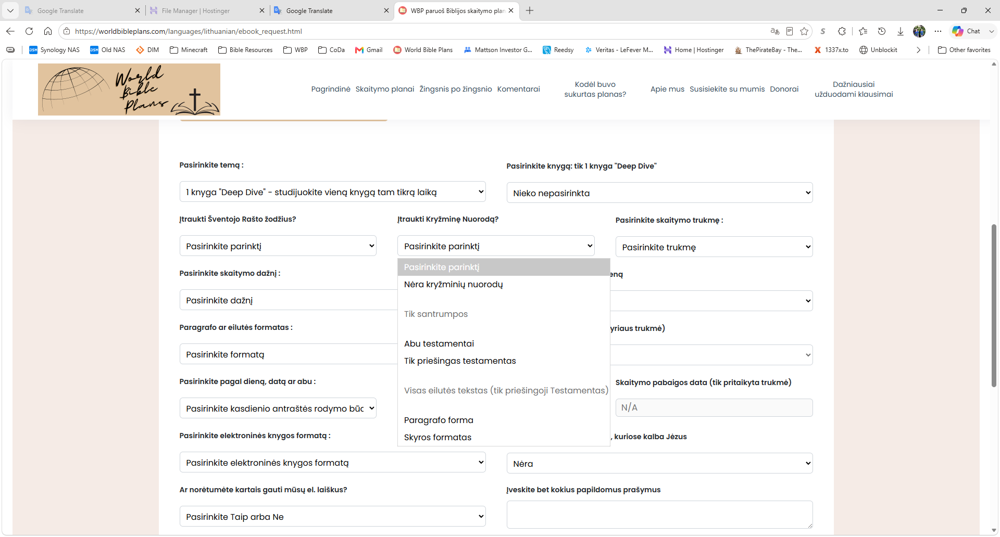 Google Translate
File Manager | Hostinger
Google Translate
WBP paruoš Biblijos skaitymo plan
https://worldbibleplans.com/languages/lithuanian/ebook_request.html
Chat
Synology NAS
Old NAS
DIM
Minecraft
Bible Resources
WBP
CoDa
Gmail
World Bible Plans
Mattson Investor G...
Reedsy
Veritas - LeFever M...
Home | Hostinger
ThePirateBay - The...
1337x.to
Unblockit
Other favorites
World
Bible
Plans
Pagrindinė
Skaitymo planai
Žingsnis po žingsnio
Komentarai
Kodėl buvo
sukurtas planas?
Apie mus
Susisiekite su mumis
Donorai
Dažniausiai
užduodami klausimai
Pasirinkite temą :
Pasirinkite knygą: tik 1 knyga "Deep Dive"
1 knyga "Deep Dive" - studijuokite vieną knygą tam tikrą laiką
Nieko nepasirinkta
Įtraukti Šventojo Rašto žodžius?
Įtraukti Kryžminę Nuorodą?
Pasirinkite skaitymo trukmę :
Pasirinkite parinktį
Pasirinkite parinktį
Pasirinkite trukmę
Pasirinkite parinktį
Pasirinkite skaitymo dažnį :
eną
Nėra kryžminių nuorodų
Pasirinkite dažnį
Tik santrumpos
Paragrafo ar eilutės formatas :
yriaus trukmė)
Abu testamentai
Pasirinkite formatą
Tik priešingas testamentas
Pasirinkite pagal dieną, datą ar abu :
Skaitymo pabaigos data (tik pritaikyta trukmė)
Visas eilutės tekstas (tik priešingoji Testamentas)
Pasirinkite kasdienio antraštės rodymo būd
N/A
Paragrafo forma
Pasirinkite elektroninės knygos formatą :
Skyros formatas
, kuriose kalba Jėzus
Pasirinkite elektroninės knygos formatą
Nėra
Ar norėtumėte kartais gauti mūsų el. laiškus?
Įveskite bet kokius papildomus prašymus
Pasirinkite Taip arba Ne